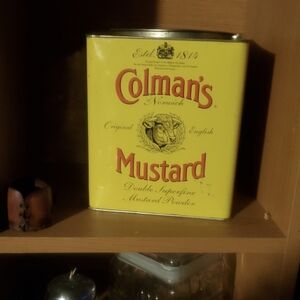 Estd 1814
Colman's
Norwich
Original English
Mustard
Double Superfine
Mustard Powder